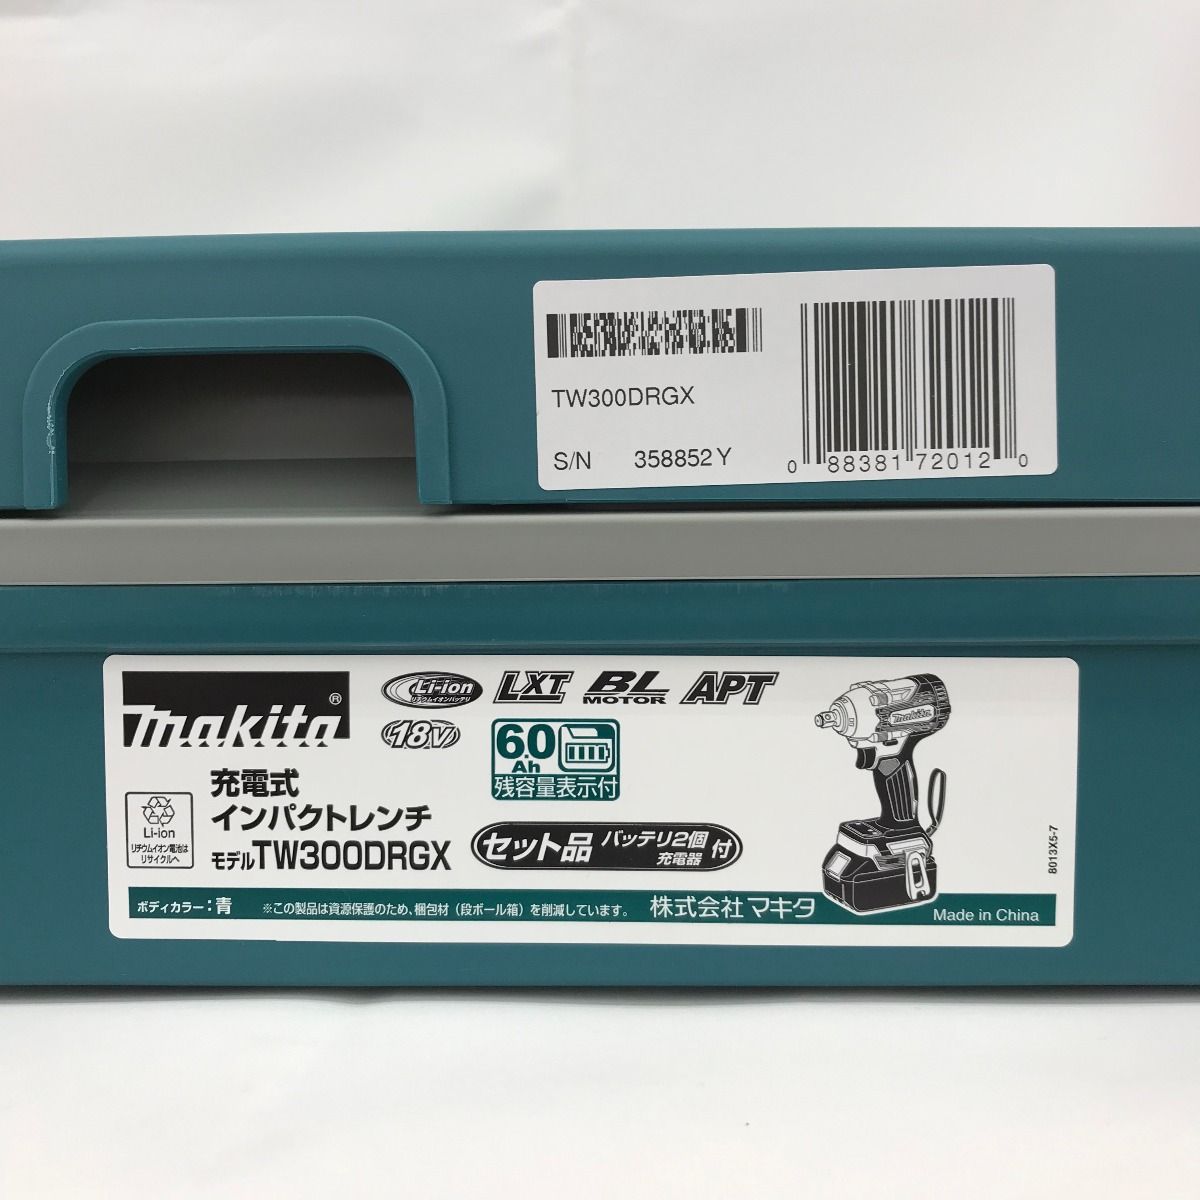 TW300DRGX
S/N 358852 Y
0 88381 72012 0
makita®
Li-ion
リチウムイオンバッテリ
LXT
BL
MOTOR
APT
18V
6.0
Ah
残容量表示付
充電式
インパクトレンチ
モデルTW300DRGX
Li-ion
リチウムイオン電池は
リサイクルへ
セット品 バッテリ2個 充電器 付
makita
8013X5-7
ボディカラー：青 ※この製品は資源保護のため、梱包材（段ボール箱）を削減しています。 株式会社 マキタ Made in China